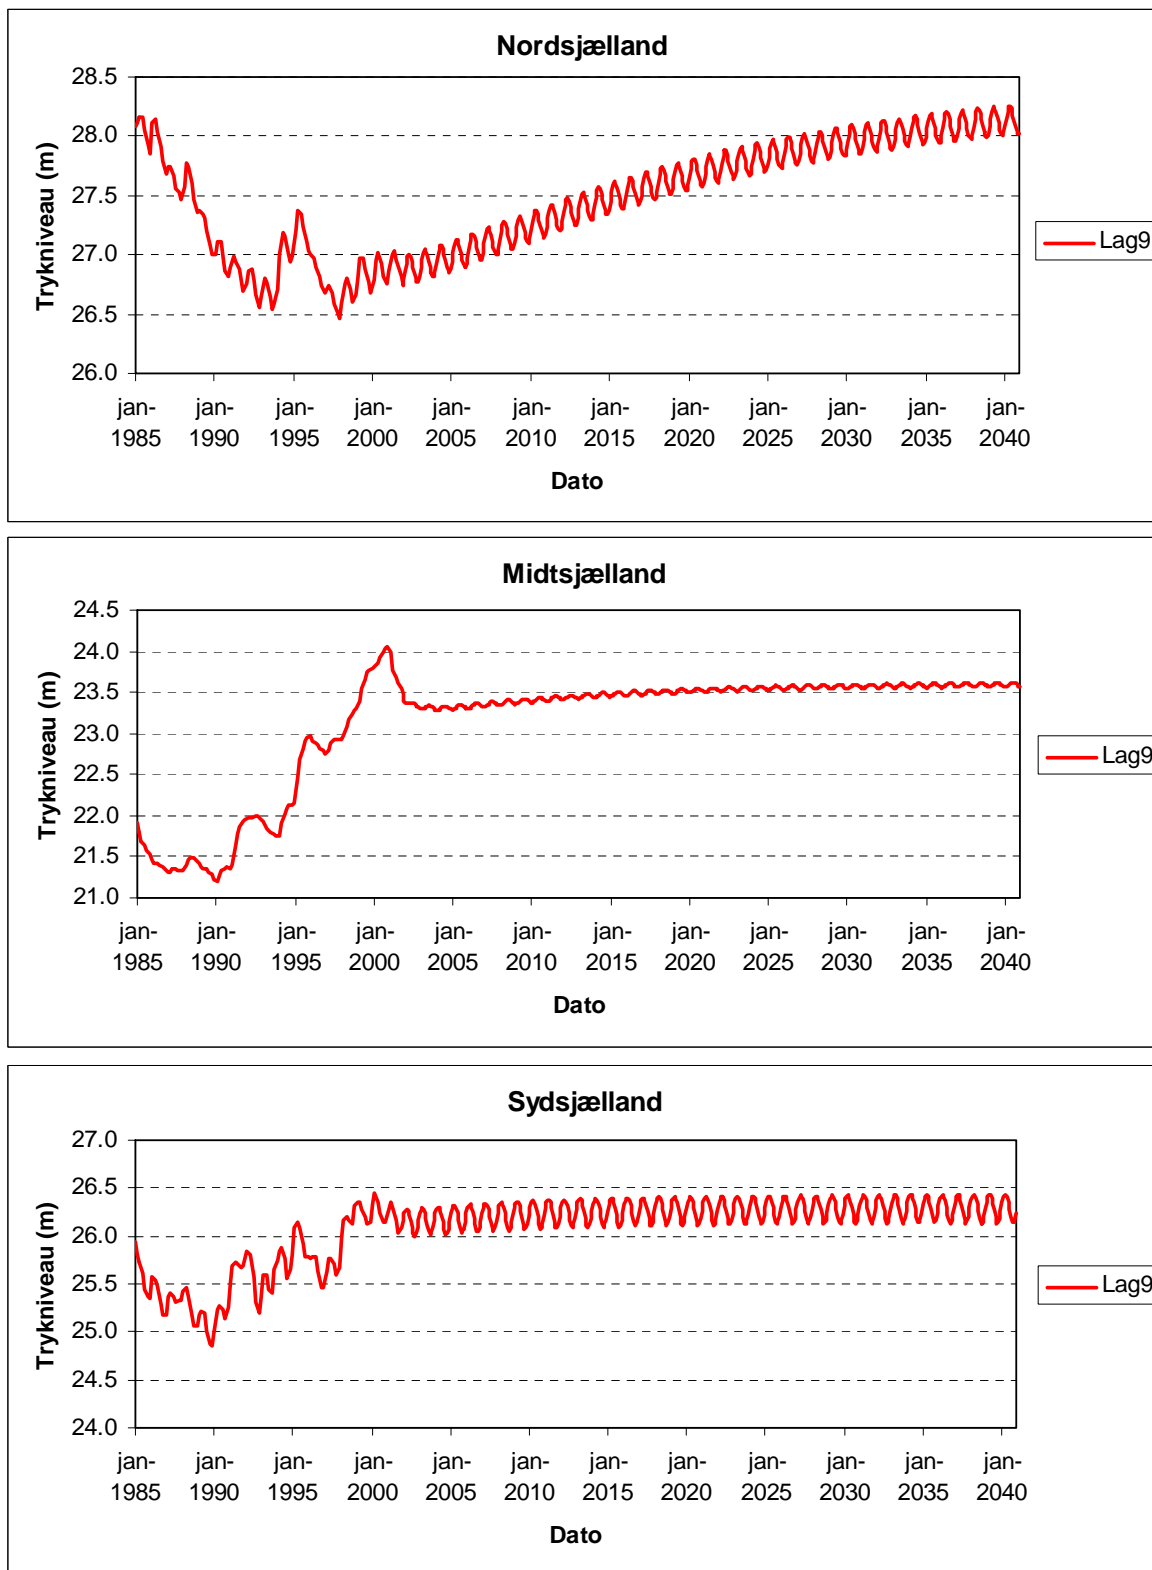 Nordsjælland
28.5
28.0
27.5
27.0
26.5
26.0
Trykniveau (m)
jan-1985 jan-1990 jan-1995 jan-2000 jan-2005 jan-2010 jan-2015 jan-2020 jan-2025 jan-2030 jan-2035 jan-2040
Dato
Lag9
Midtsjælland
24.5
24.0
23.5
23.0
22.5
22.0
21.5
21.0
Trykniveau (m)
jan-1985 jan-1990 jan-1995 jan-2000 jan-2005 jan-2010 jan-2015 jan-2020 jan-2025 jan-2030 jan-2035 jan-2040
Dato
Lag9
Sydsjælland
27.0
26.5
26.0
25.5
25.0
24.5
24.0
Trykniveau (m)
jan-1985 jan-1990 jan-1995 jan-2000 jan-2005 jan-2010 jan-2015 jan-2020 jan-2025 jan-2030 jan-2035 jan-2040
Dato
Lag9